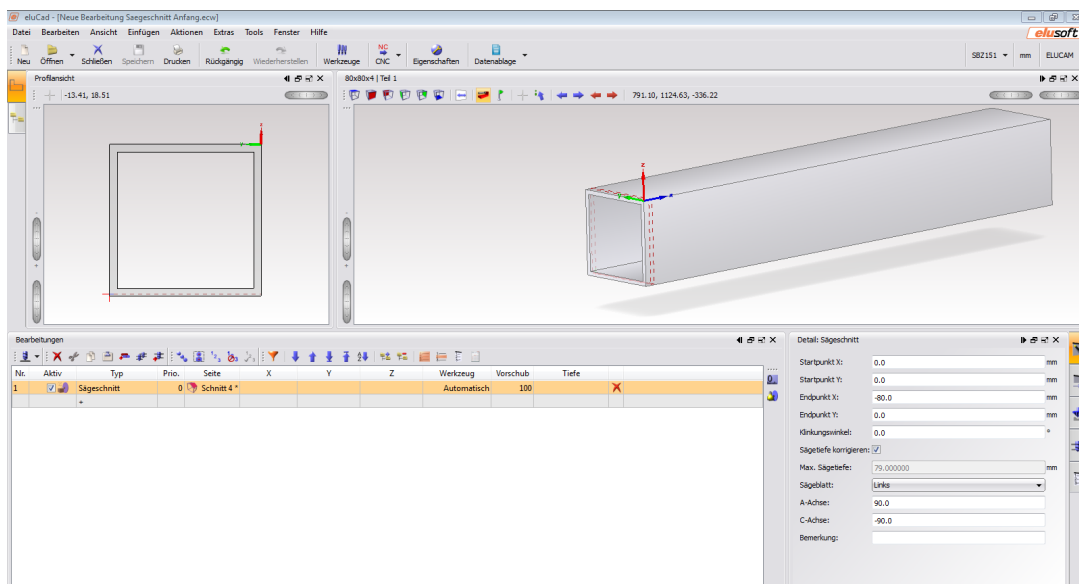 eluCad - [Neue Bearbeitung Saegeschnitt Anfang.ecw]
Datei Bearbeiten Ansicht Einfügen Aktionen Extras Tools Fenster Hilfe
elusoft
Neu Öffnen Schließen Speichern Drucken Rückgängig Wiederherstellen Werkzeuge CNC Eigenschaften Datenablage
SBZ151 mm ELUCAM
Profilansicht
-13.41, 18.51
80x80x4 | Teil 1
791.10, 1124.63, -336.22
z
y
z
y
x
Bearbeitungen
Nr. Aktiv Typ Prio. Seite X Y Z Werkzeug Vorschub Tiefe
1 Sägeschnitt 0 Schnitt 4 * Automatisch 100
*
Detail: Sägeschnitt
Startpunkt X: 0.0 mm
Startpunkt Y: 0.0 mm
Endpunkt X: -80.0 mm
Endpunkt Y: 0.0 mm
Klinkungswinkel: 0.0 °
Sägetiefe korrigieren:
Max. Sägetiefe: 79.000000 mm
Sägeblatt: Links
A-Achse: 90.0
C-Achse: -90.0
Bemerkung: